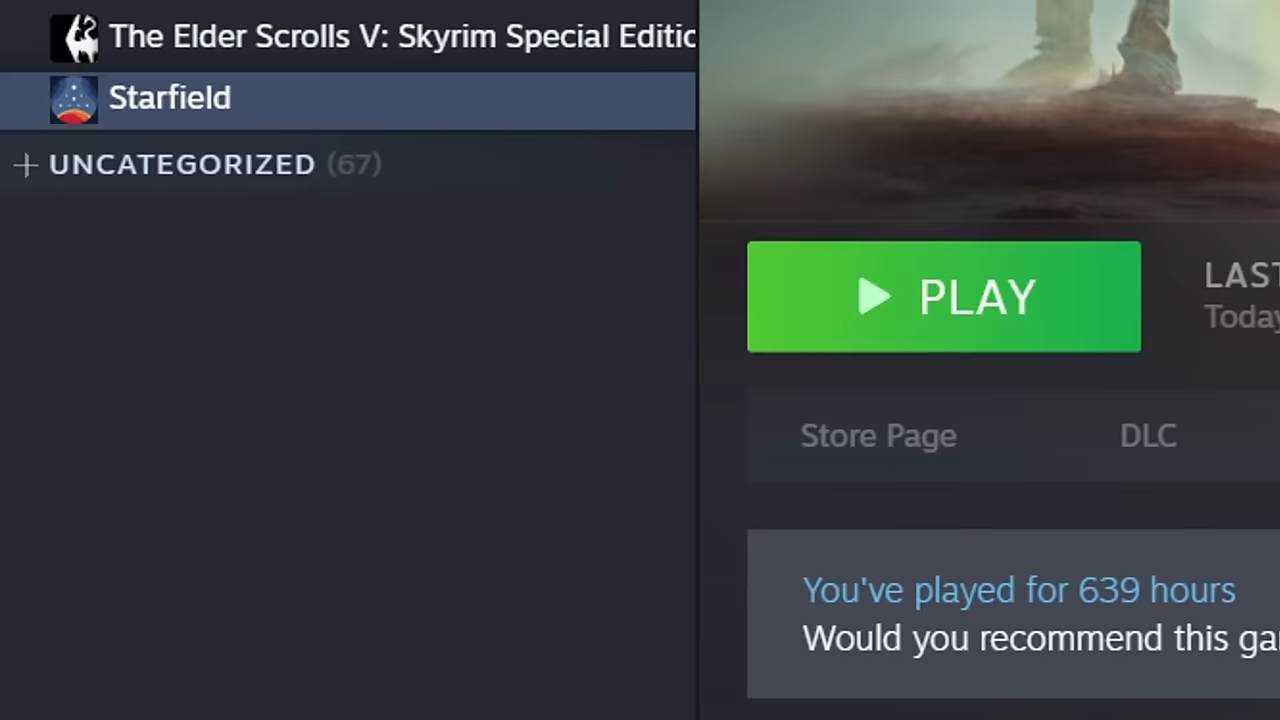 The Elder Scrolls V: Skyrim Special Editic
Starfield
UNCATEGORIZED (67)
PLAY
LAST
Today
Store Page
DLC
You've played for 639 hours
Would you recommend this ga